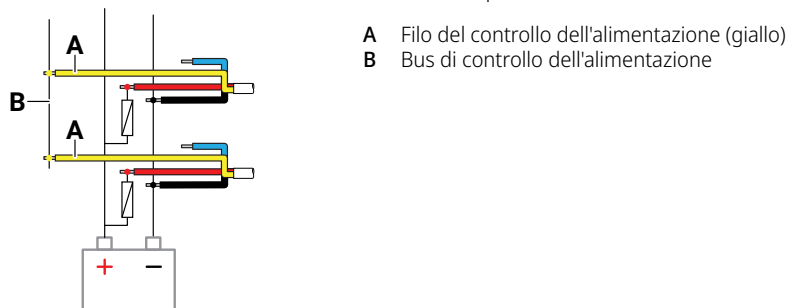 A Filo del controllo dell'alimentazione (giallo)
B Bus di controllo dell'alimentazione
A
B
A
+ −